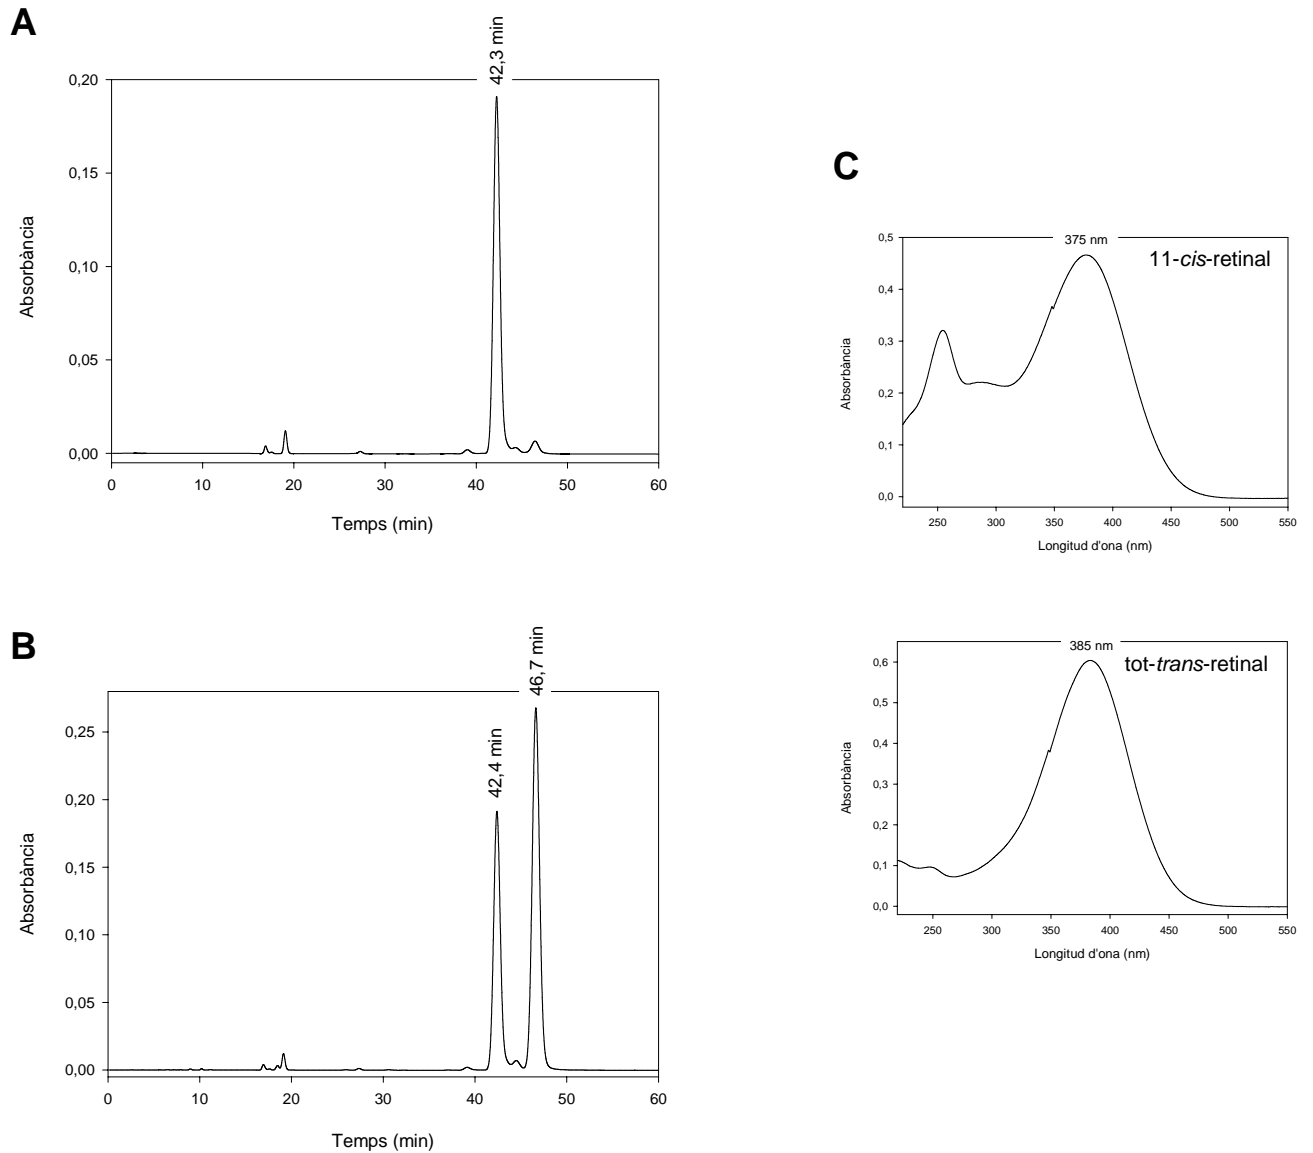 A
42,3 min
0,20
0,15
0,10
0,05
0,00
Absorbància
0 10 20 30 40 50 60
Temps (min)
B
46,7 min
42,4 min
0,25
0,20
0,15
0,10
0,05
0,00
Absorbància
0 10 20 30 40 50 60
Temps (min)
C
375 nm
11-cis-retinal
0,5
0,4
0,3
0,2
0,1
0,0
Absorbància
250 300 350 400 450 500 550
Longitud d'ona (nm)
385 nm
tot-trans-retinal
0,6
0,5
0,4
0,3
0,2
0,1
0,0
Absorbància
250 300 350 400 450 500 550
Longitud d'ona (nm)